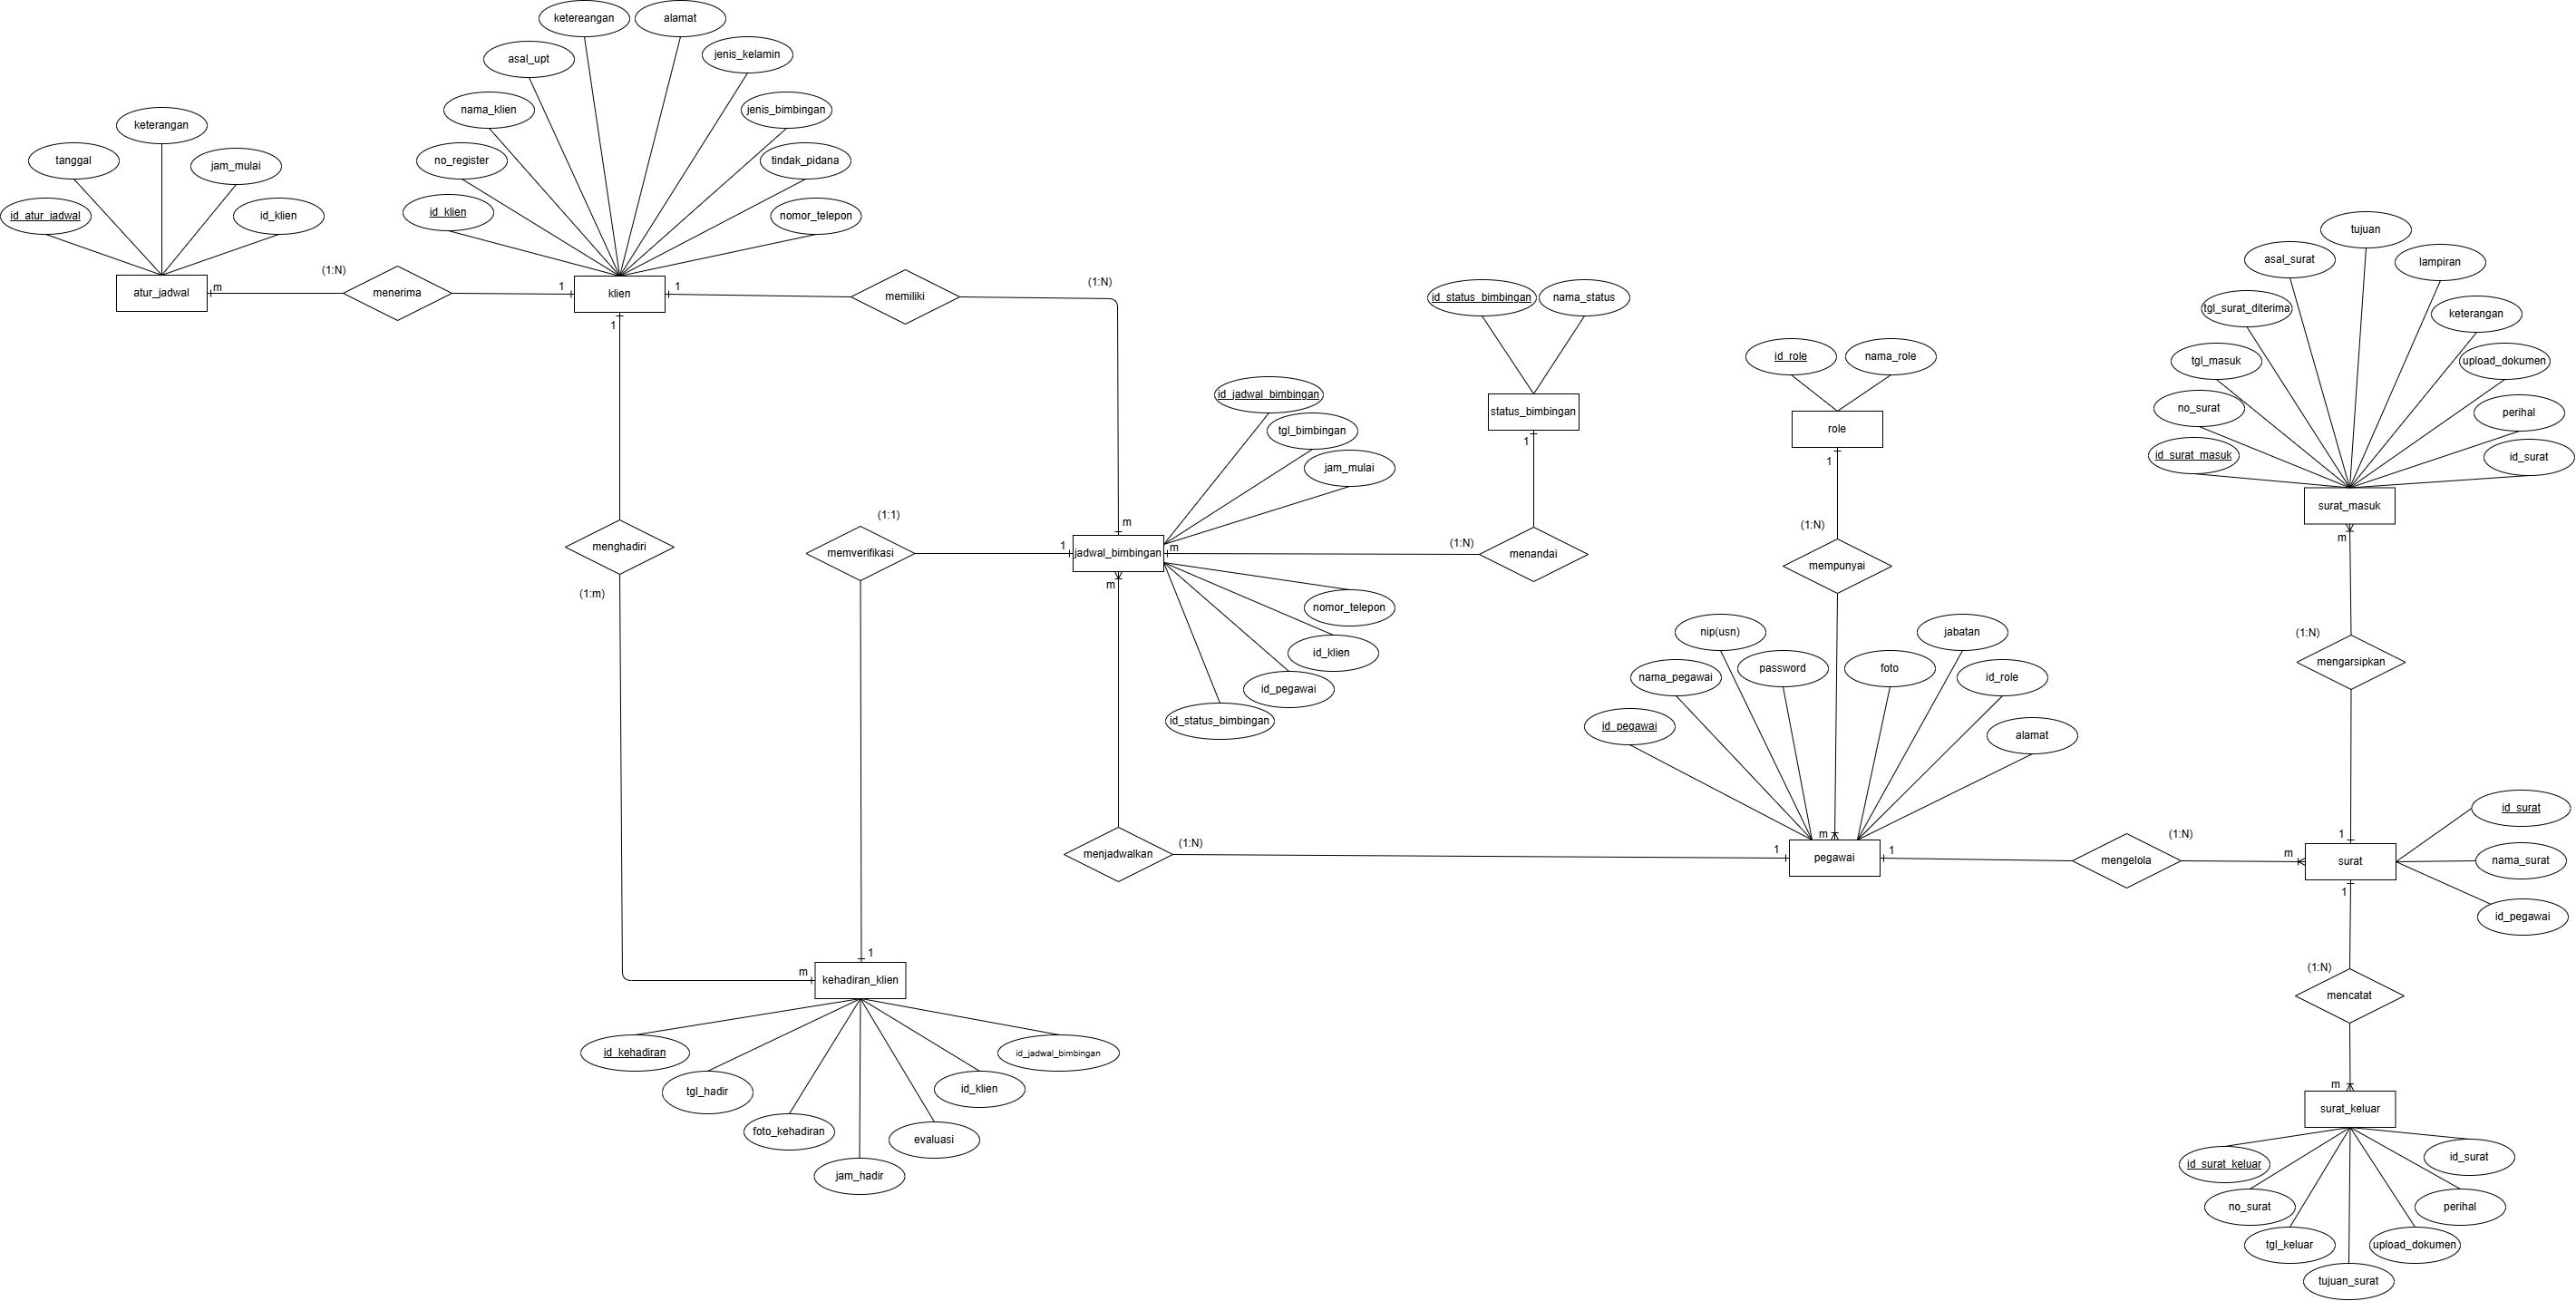 ketereangan
alamat
asal_upt
jenis_kelamin
nama_klien
jenis_bimbingan
keterangan
tanggal
jam_mulai
no_register
tindak_pidana
id_atur_jadwal
id_klien
id_klien
nomor_telepon
(1:N)
atur_jadwal
m
menerima
1
klien
1
1
memiliki
(1:N)
id_status_bimbingan
nama_status
status_bimbingan
1
id_role
nama_role
role
1
tujuan
asal_surat
lampiran
tgl_surat_diterima
keterangan
tgl_masuk
upload_dokumen
no_surat
perihal
id_surat_masuk
id_surat
surat_masuk
m
id_jadwal_bimbingan
tgl_bimbingan
jam_mulai
m
(1:1)
menghadiri
(1:m)
memverifikasi
1
jadwal_bimbingan
m
m
(1:N)
menandai
(1:N)
mempunyai
nomor_telepon
id_klien
id_pegawai
id_status_bimbingan
nip(usn)
jabatan
nama_pegawai
password
foto
id_role
id_pegawai
alamat
(1:N)
mengarsipkan
menjadwalkan
(1:N)
1
m
pegawai
1
mengelola
(1:N)
m
1
surat
1
id_surat
nama_surat
id_pegawai
(1:N)
mencatat
m
surat_keluar
1
m
kehadiran_klien
id_kehadiran
tgl_hadir
foto_kehadiran
jam_hadir
evaluasi
id_klien
id_jadwal_bimbingan
id_surat_keluar
no_surat
tgl_keluar
tujuan_surat
upload_dokumen
perihal
id_surat